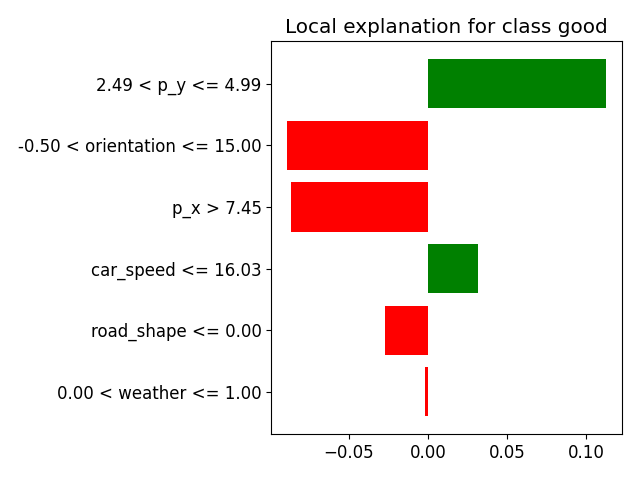 Local explanation for class good
2.49 < p_y <= 4.99
-0.50 < orientation <= 15.00
p_x > 7.45
car_speed <= 16.03
road_shape <= 0.00
0.00 < weather <= 1.00
−0.05 0.00 0.05 0.10